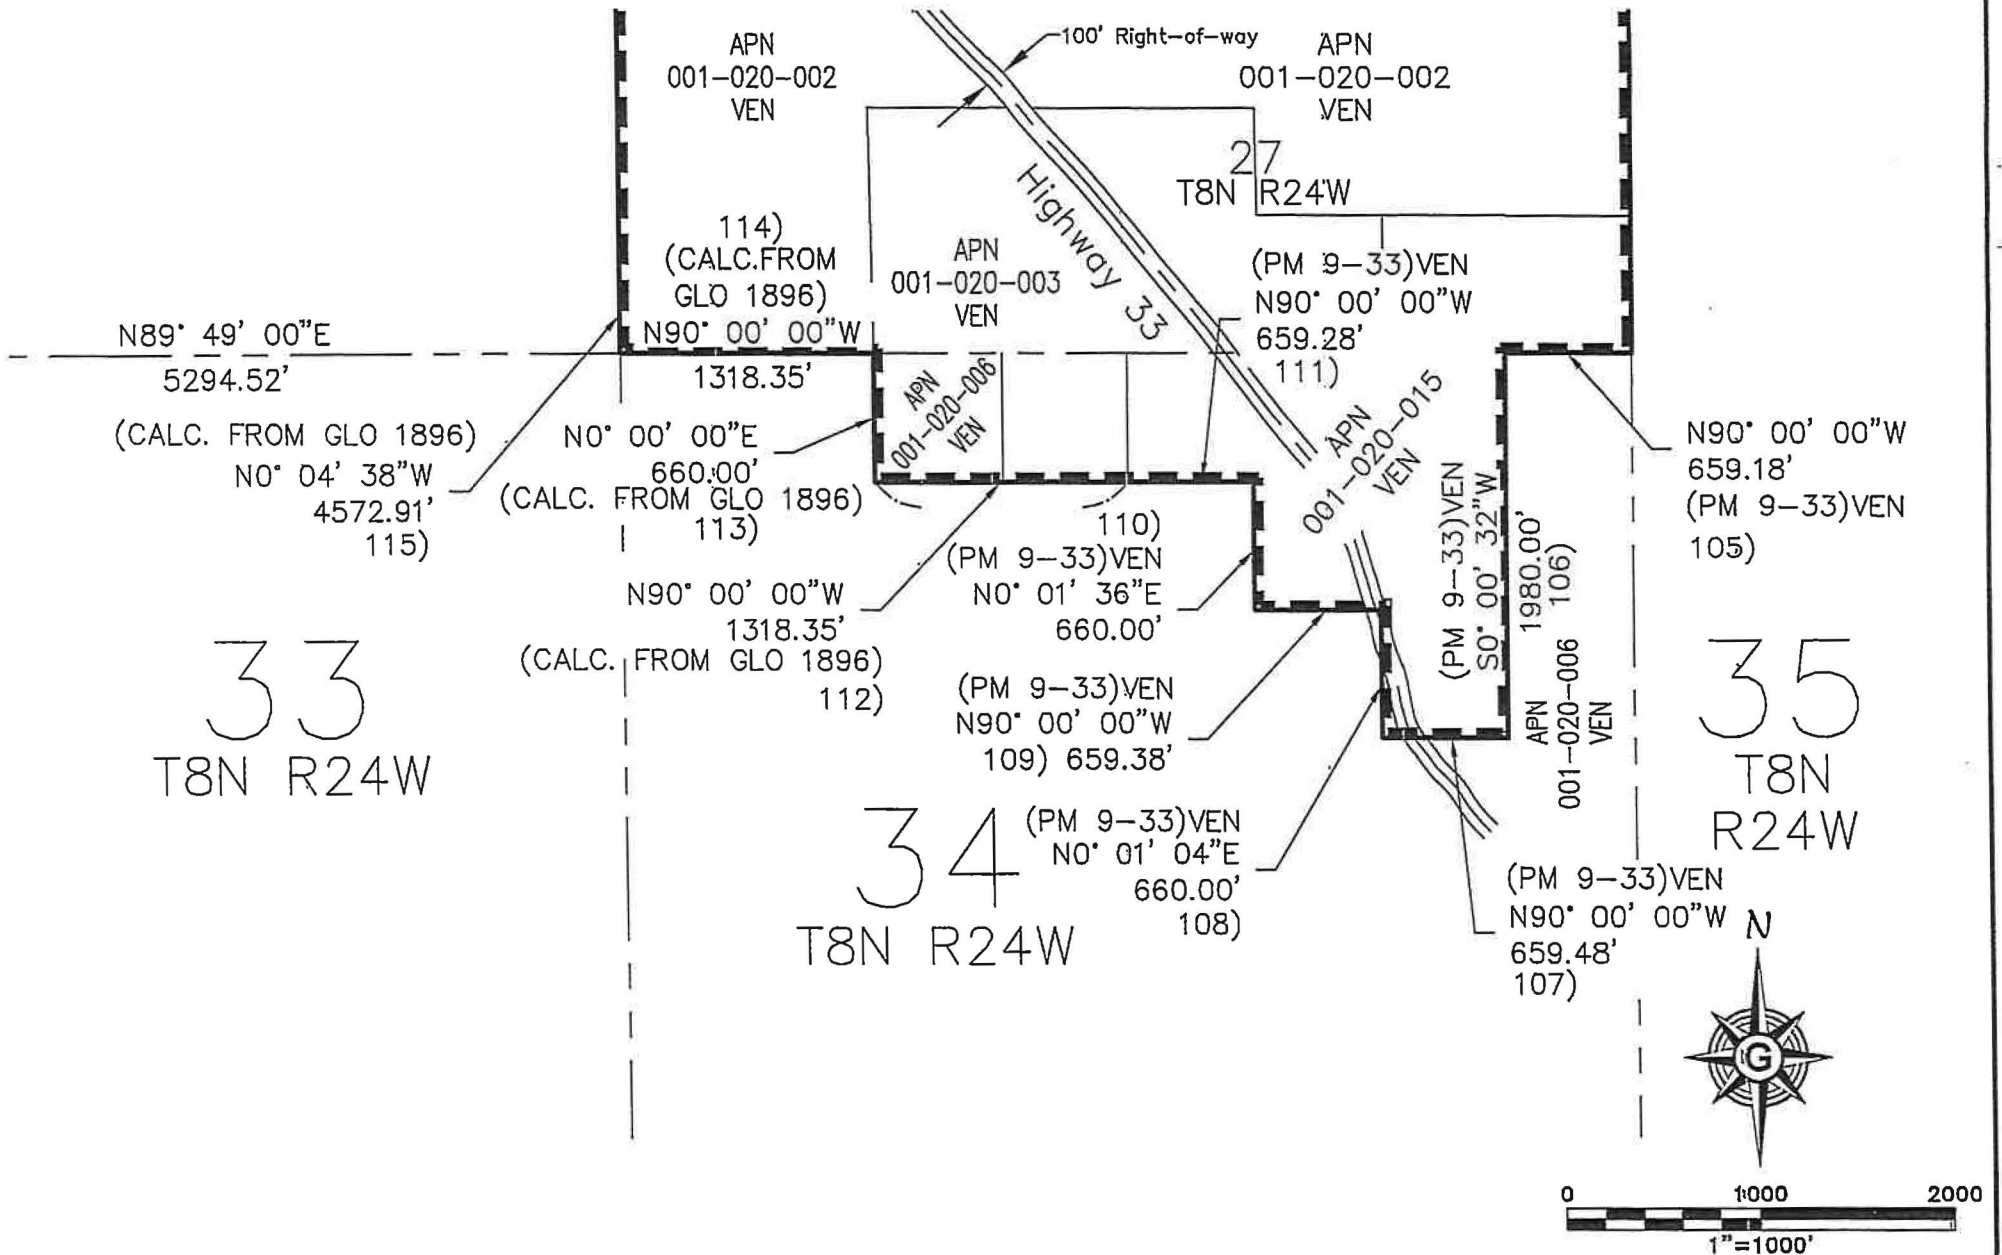 APN
001-020-002
VEN
100' Right-of-way
APN
001-020-002
VEN
27
T8N R24W
Highway 33
114)
(CALC.FROM
GLO 1896)
N90° 00' 00"W
1318.35'
APN
001-020-003
VEN
(PM 9-33)VEN
N90° 00' 00"W
659.28'
111)
N89° 49' 00"E
5294.52'
(CALC. FROM GLO 1896)
N0° 04' 38"W
4572.91'
115)
N0° 00' 00"E
660.00'
(CALC. FROM GLO 1896)
113)
APN
001-020-006
VEN
APN
001-020-015
VEN
N90° 00' 00"W
659.18'
(PM 9-33)VEN
105)
(PM 9-33)VEN
S0° 00' 32"W
1980.00'
106)
110)
(PM 9-33)VEN
N0° 01' 36"E
660.00'
N90° 00' 00"W
1318.35'
(CALC. FROM GLO 1896)
112)
(PM 9-33)VEN
N90° 00' 00"W
109) 659.38'
APN
001-020-006
VEN
33
T8N R24W
34
T8N R24W
35
T8N
R24W
(PM 9-33)VEN
N0° 01' 04"E
660.00'
108)
(PM 9-33)VEN
N90° 00' 00"W
659.48'
107)
N
G
0 1000 2000
1"=1000'